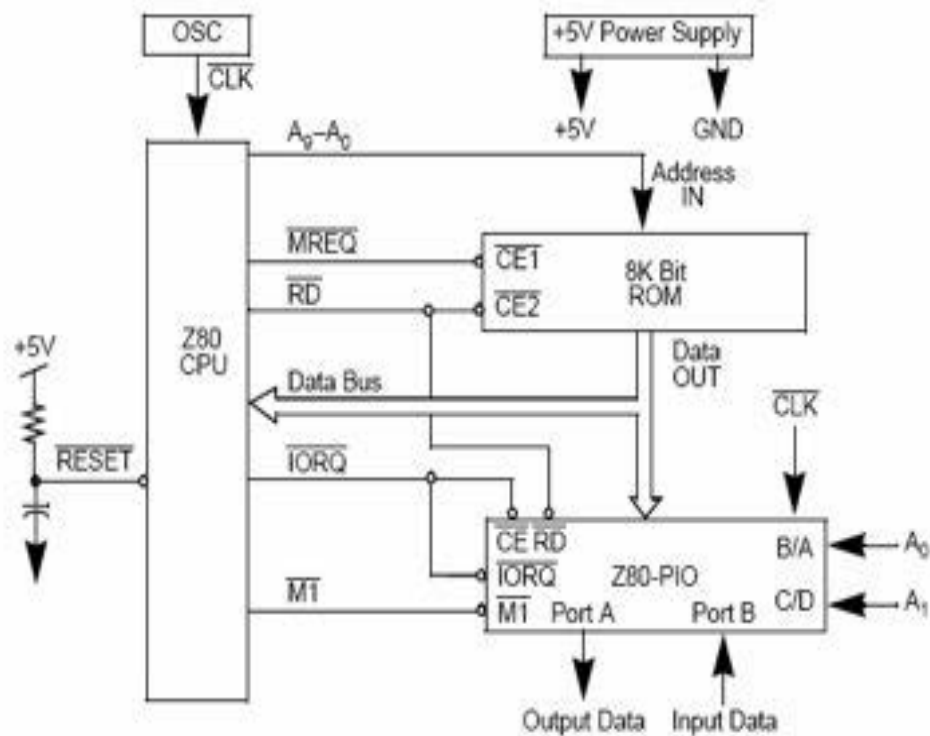 OSC
+5V Power Supply
CLK
+5V
GND
A₉–A₀
Address
IN
MREQ
CE1
8K Bit
ROM
RD
CE2
Z80
CPU
+5V
Data
OUT
Data Bus
CLK
RESET
IORQ
CE RD
B/A
A₀
IORQ
Z80-PIO
C/D
A₁
M1
M1
Port A
Port B
Output Data
Input Data